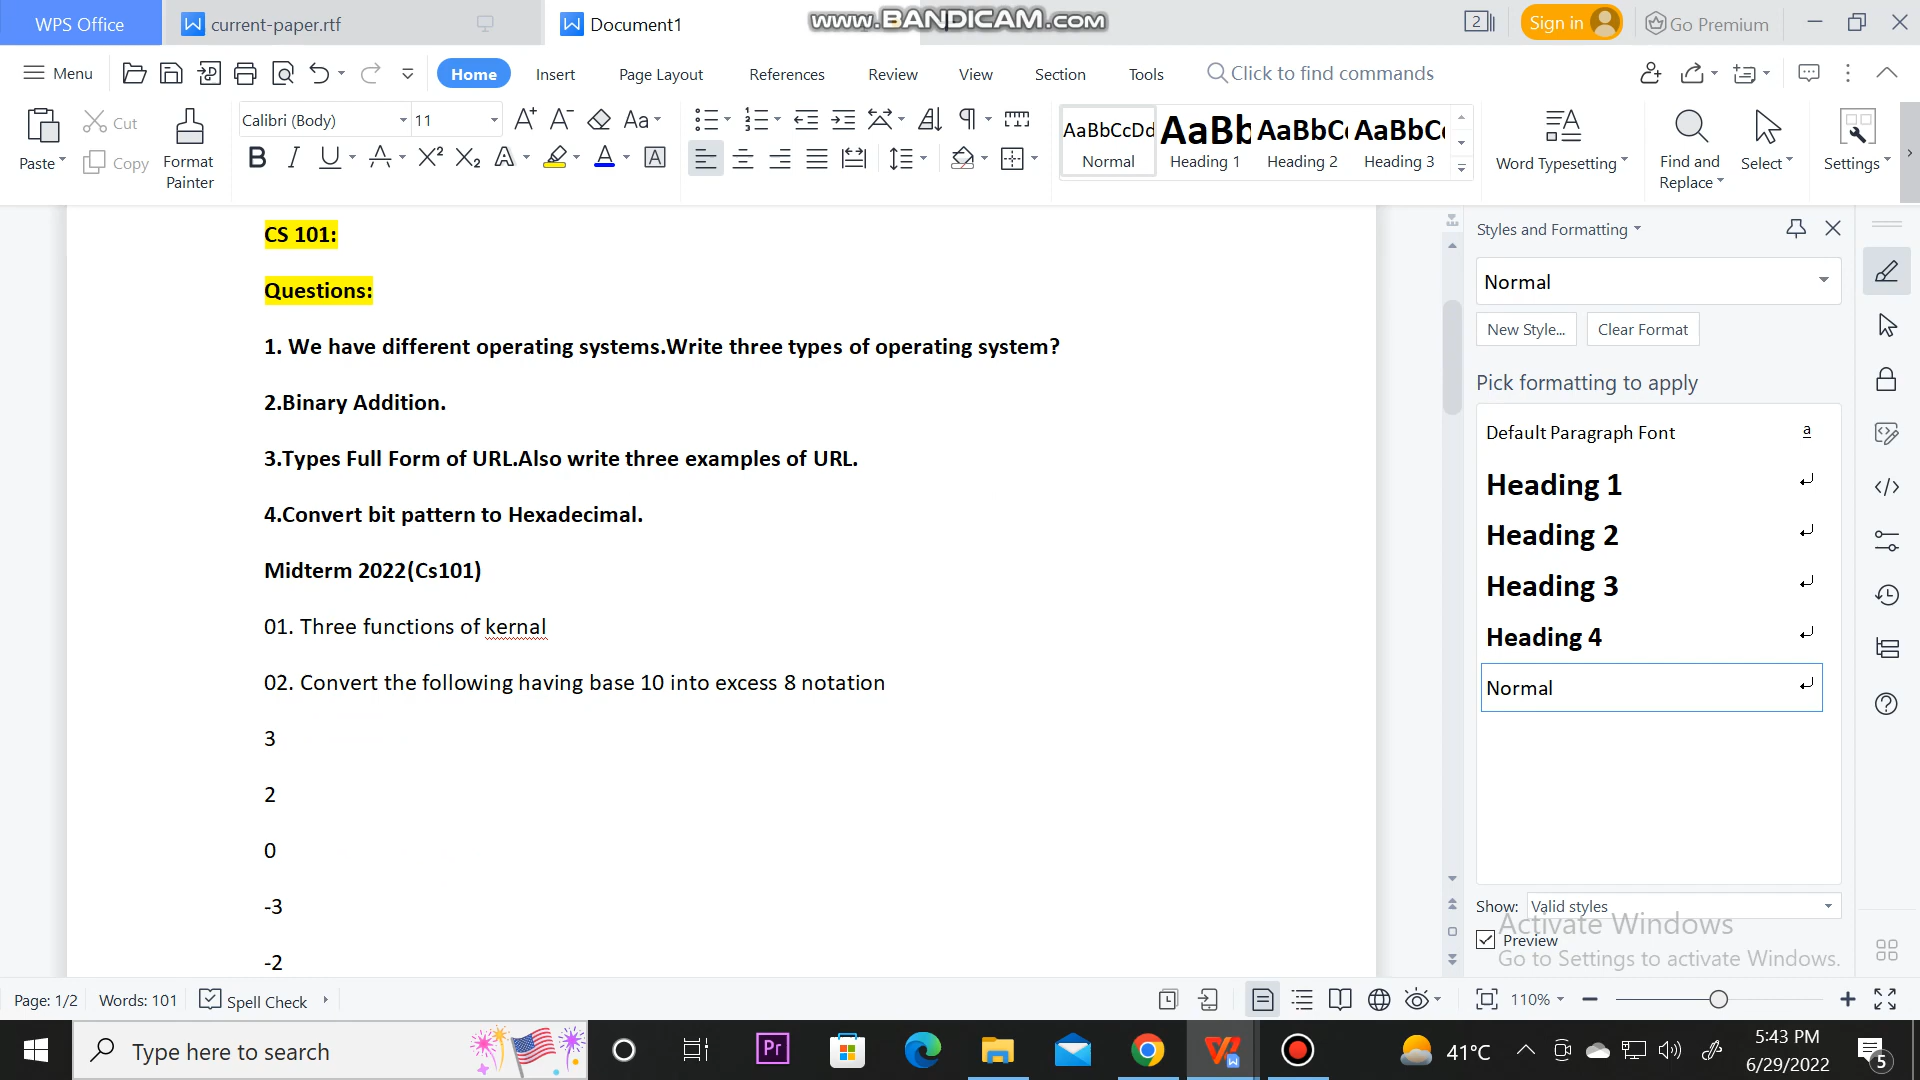 WPS Office current-paper.rtf Document1 www.BANDICAM.com 2 Sign in Go Premium
Menu Home Insert Page Layout References Review View Section Tools Click to find commands
Paste Cut Copy Format Painter Calibri (Body) 11 AaBbCcDd Normal AaBb Heading 1 AaBbC Heading 2 AaBbC Heading 3 Word Typesetting Find and Replace Select Settings
CS 101:
Questions:
1. We have different operating systems.Write three types of operating system?
2.Binary Addition.
3.Types Full Form of URL.Also write three examples of URL.
4.Convert bit pattern to Hexadecimal.
Midterm 2022(Cs101)
01. Three functions of kernal
02. Convert the following having base 10 into excess 8 notation
3
2
0
-3
-2
Styles and Formatting
Normal
New Style... Clear Format
Pick formatting to apply
Default Paragraph Font a
Heading 1
Heading 2
Heading 3
Heading 4
Normal
Show: Valid styles
Preview
Activate Windows
Go to Settings to activate Windows.
Page: 1/2 Words: 101 Spell Check 110%
Type here to search Pr 41°C 5:43 PM
6/29/2022 5